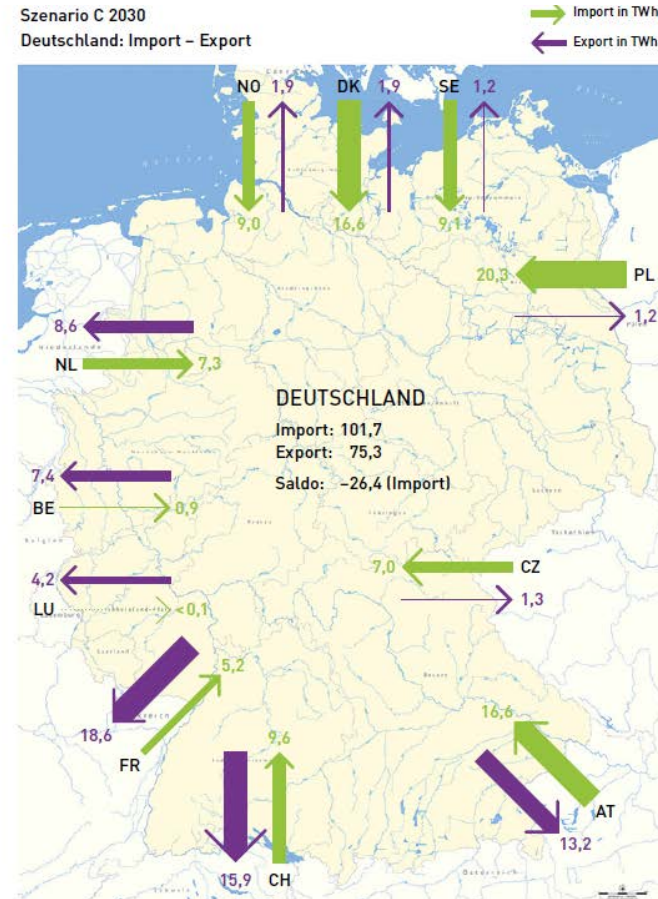 Szenario C 2030
Deutschland: Import – Export
Import in TWh
Export in TWh
NO 1,9 DK 1,9 SE 1,2
9,0 16,6 9,1
20,3 PL
1,2
8,6
NL 7,3
DEUTSCHLAND
Import: 101,7
Export: 75,3
Saldo: –26,4 (Import)
7,4
BE 0,9
7,0 CZ
4,2 1,3
LU <0,1
5,2
18,6
FR
9,6
16,6
AT
13,2
15,9 CH